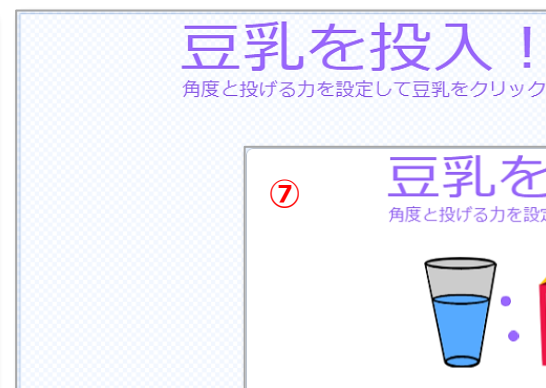 豆乳を投入！
角度と投げる力を設定して豆乳をクリック
⑦
豆乳を
角度と投げる力を設